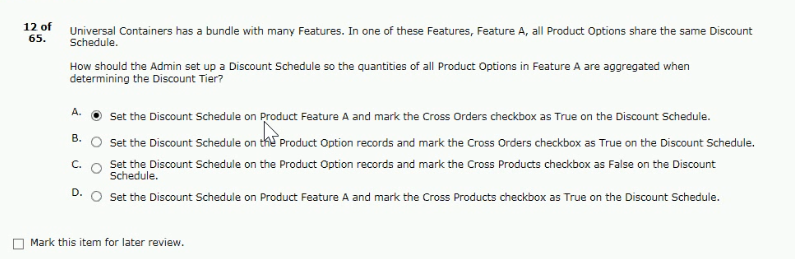 12 of
65.
Universal Containers has a bundle with many Features. In one of these Features, Feature A, all Product Options share the same Discount
Schedule.
How should the Admin set up a Discount Schedule so the quantities of all Product Options in Feature A are aggregated when
determining the Discount Tier?
A. Set the Discount Schedule on Product Feature A and mark the Cross Orders checkbox as True on the Discount Schedule.
B. Set the Discount Schedule on the Product Option records and mark the Cross Orders checkbox as True on the Discount Schedule.
C. Set the Discount Schedule on the Product Option records and mark the Cross Products checkbox as False on the Discount
Schedule.
D. Set the Discount Schedule on Product Feature A and mark the Cross Products checkbox as True on the Discount Schedule.
Mark this item for later review.